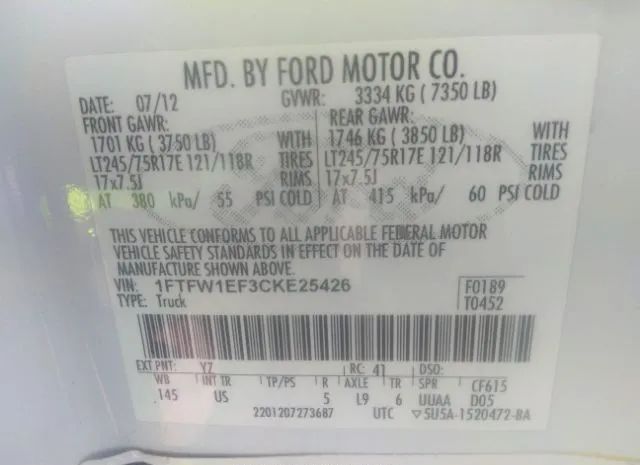 MFD. BY FORD MOTOR CO.
DATE: 07/12 GVWR: 3334 KG ( 7350 LB)
FRONT GAWR: REAR GAWR:
1701 KG ( 3750 LB) WITH 1746 KG ( 3850 LB) WITH
LT245/75R17E 121/118R TIRES LT245/75R17E 121/118R TIRES
17x7.5J RIMS 17x7.5J RIMS
AT 380 kPa/ 55 PSI COLD AT 415 kPa/ 60 PSI COLD
THIS VEHICLE CONFORMS TO ALL APPLICABLE FEDERAL MOTOR
VEHICLE SAFETY STANDARDS IN EFFECT ON THE DATE OF
MANUFACTURE SHOWN ABOVE.
VIN: 1FTFW1EF3CKE25426 F0189
TYPE: Truck T0452
EXT PNT: YZ RC: 41 DSO:
WB INT TR TP/PS R AXLE TR SPR CF615
145 US 5 L9 6 UUAA D05
2201207273687 UTC ▽5U5A-1520472-BA